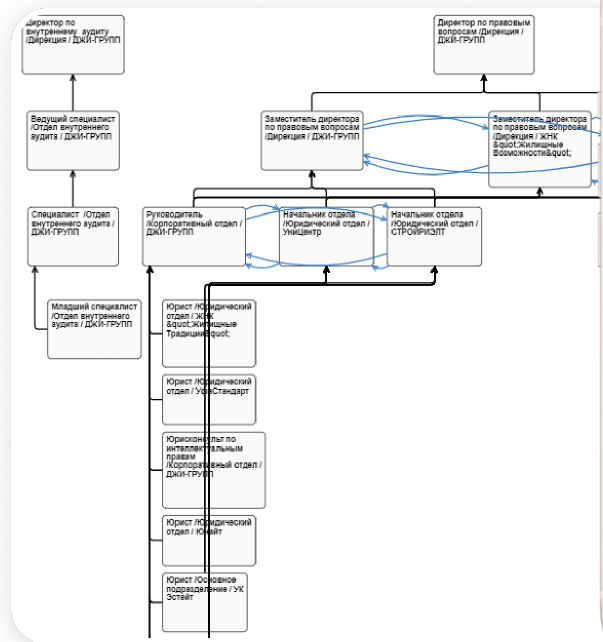 Директор по
внутреннему аудиту
/Дирекция / ДЖИ-ГРУПП
Директор по правовым
вопросам /Дирекция /
ДЖИ-ГРУПП
Ведущий специалист
/Отдел внутреннего
аудита / ДЖИ-ГРУПП
Заместитель директора
по правовым вопросам
/Дирекция / ДЖИ-ГРУПП
Заместитель директора
по правовым вопросам
/Дирекция / ЖНК
&quot;Жилищные
Возможности&quot;
Специалист /Отдел
внутреннего аудита /
ДЖИ-ГРУПП
Руководитель
/Корпоративный отдел /
ДЖИ-ГРУПП
Начальник отдела
/Юридический отдел /
УниЦентр
Начальник отдела
/Юридический отдел /
СТРОЙРИЭЛТ
Младший специалист
/Отдел внутреннего
аудита / ДЖИ-ГРУПП
Юрист /Юридический
отдел / ЖНК
&quot;Жилищные
Традиции&quot;
Юрист /Юридический
отдел / УфаСтандарт
Юрисконсульт по
интеллектуальным
правам
/Корпоративный отдел /
ДЖИ-ГРУПП
Юрист /Юридический
отдел / Юнайт
Юрист /Основное
подразделение / УК
Эстейт